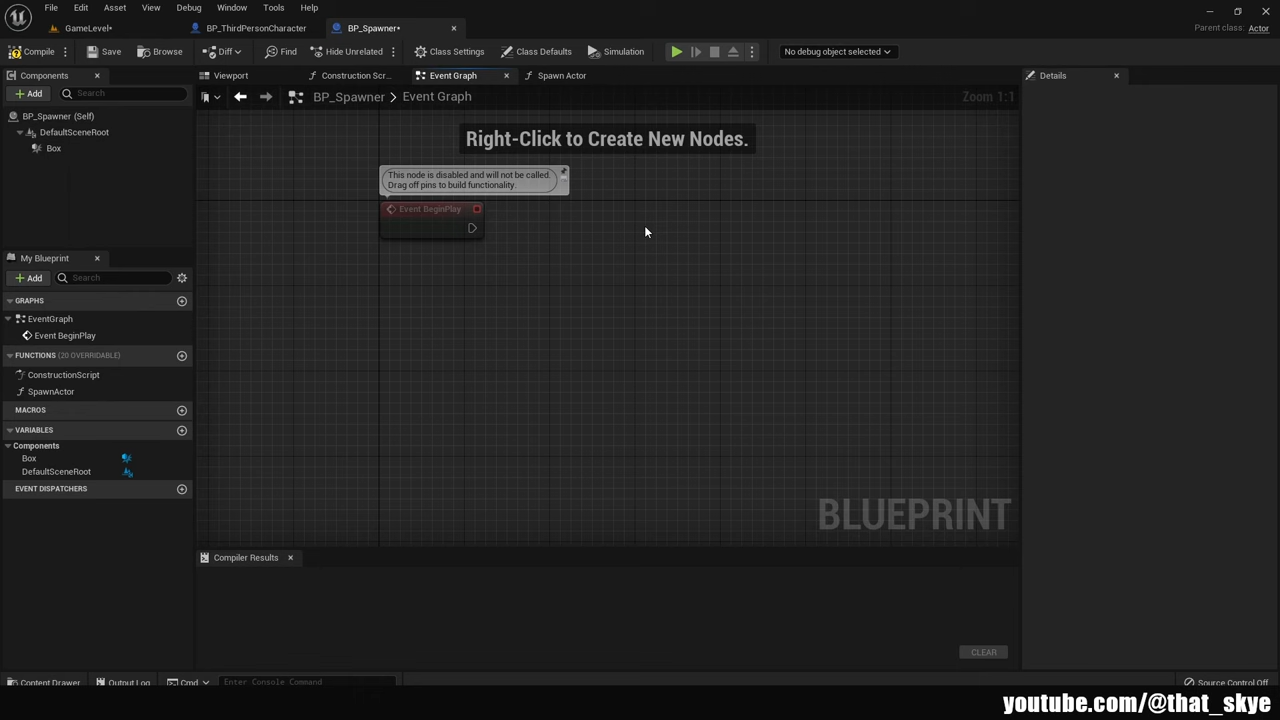 File Edit Asset View Debug Window Tools Help
GameLevel•
BP_ThirdPersonCharacter
BP_Spawner•
Parent class: Actor
Compile
Save
Browse
Diff
Find
Hide Unrelated
Class Settings
Class Defaults
Simulation
No debug object selected
Components
Viewport
Construction Scr...
Event Graph
Spawn Actor
Details
Add
Search
BP_Spawner > Event Graph
Zoom 1:1
BP_Spawner (Self)
DefaultSceneRoot
Box
Right-Click to Create New Nodes.
This node is disabled and will not be called.
Drag off pins to build functionality.
Event BeginPlay
My Blueprint
Add
Search
GRAPHS
EventGraph
Event BeginPlay
FUNCTIONS (20 OVERRIDABLE)
ConstructionScript
SpawnActor
MACROS
VARIABLES
Components
Box
DefaultSceneRoot
EVENT DISPATCHERS
BLUEPRINT
Compiler Results
CLEAR
Content Drawer
Output Log
Cmd
Enter Console Command
Source Control Off
youtube.com/@that_skye